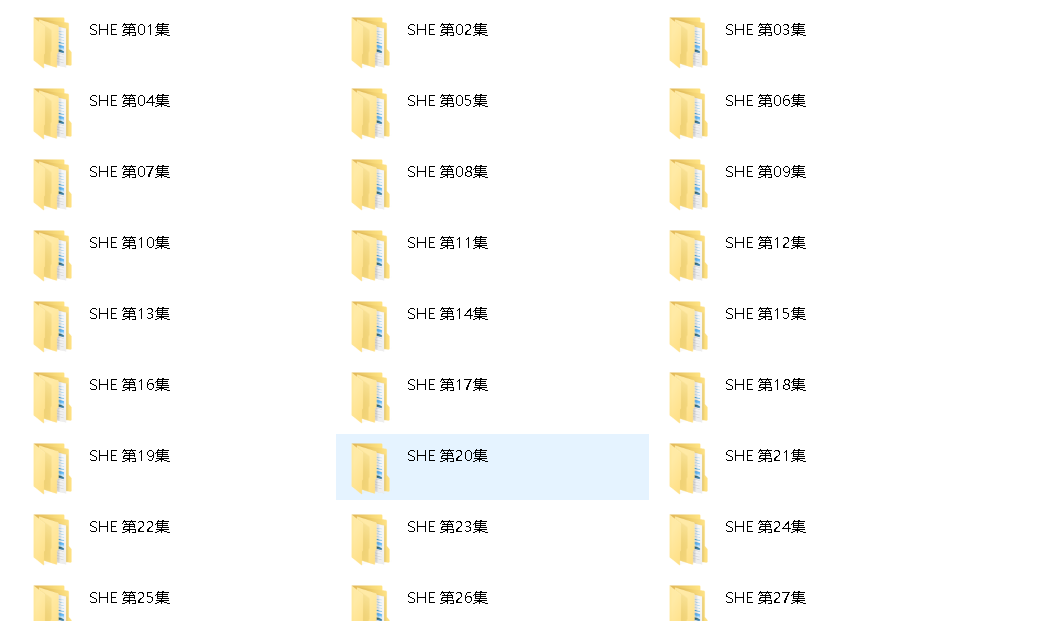 SHE 第01集
SHE 第02集
SHE 第03集
SHE 第04集
SHE 第05集
SHE 第06集
SHE 第07集
SHE 第08集
SHE 第09集
SHE 第10集
SHE 第11集
SHE 第12集
SHE 第13集
SHE 第14集
SHE 第15集
SHE 第16集
SHE 第17集
SHE 第18集
SHE 第19集
SHE 第20集
SHE 第21集
SHE 第22集
SHE 第23集
SHE 第24集
SHE 第25集
SHE 第26集
SHE 第27集